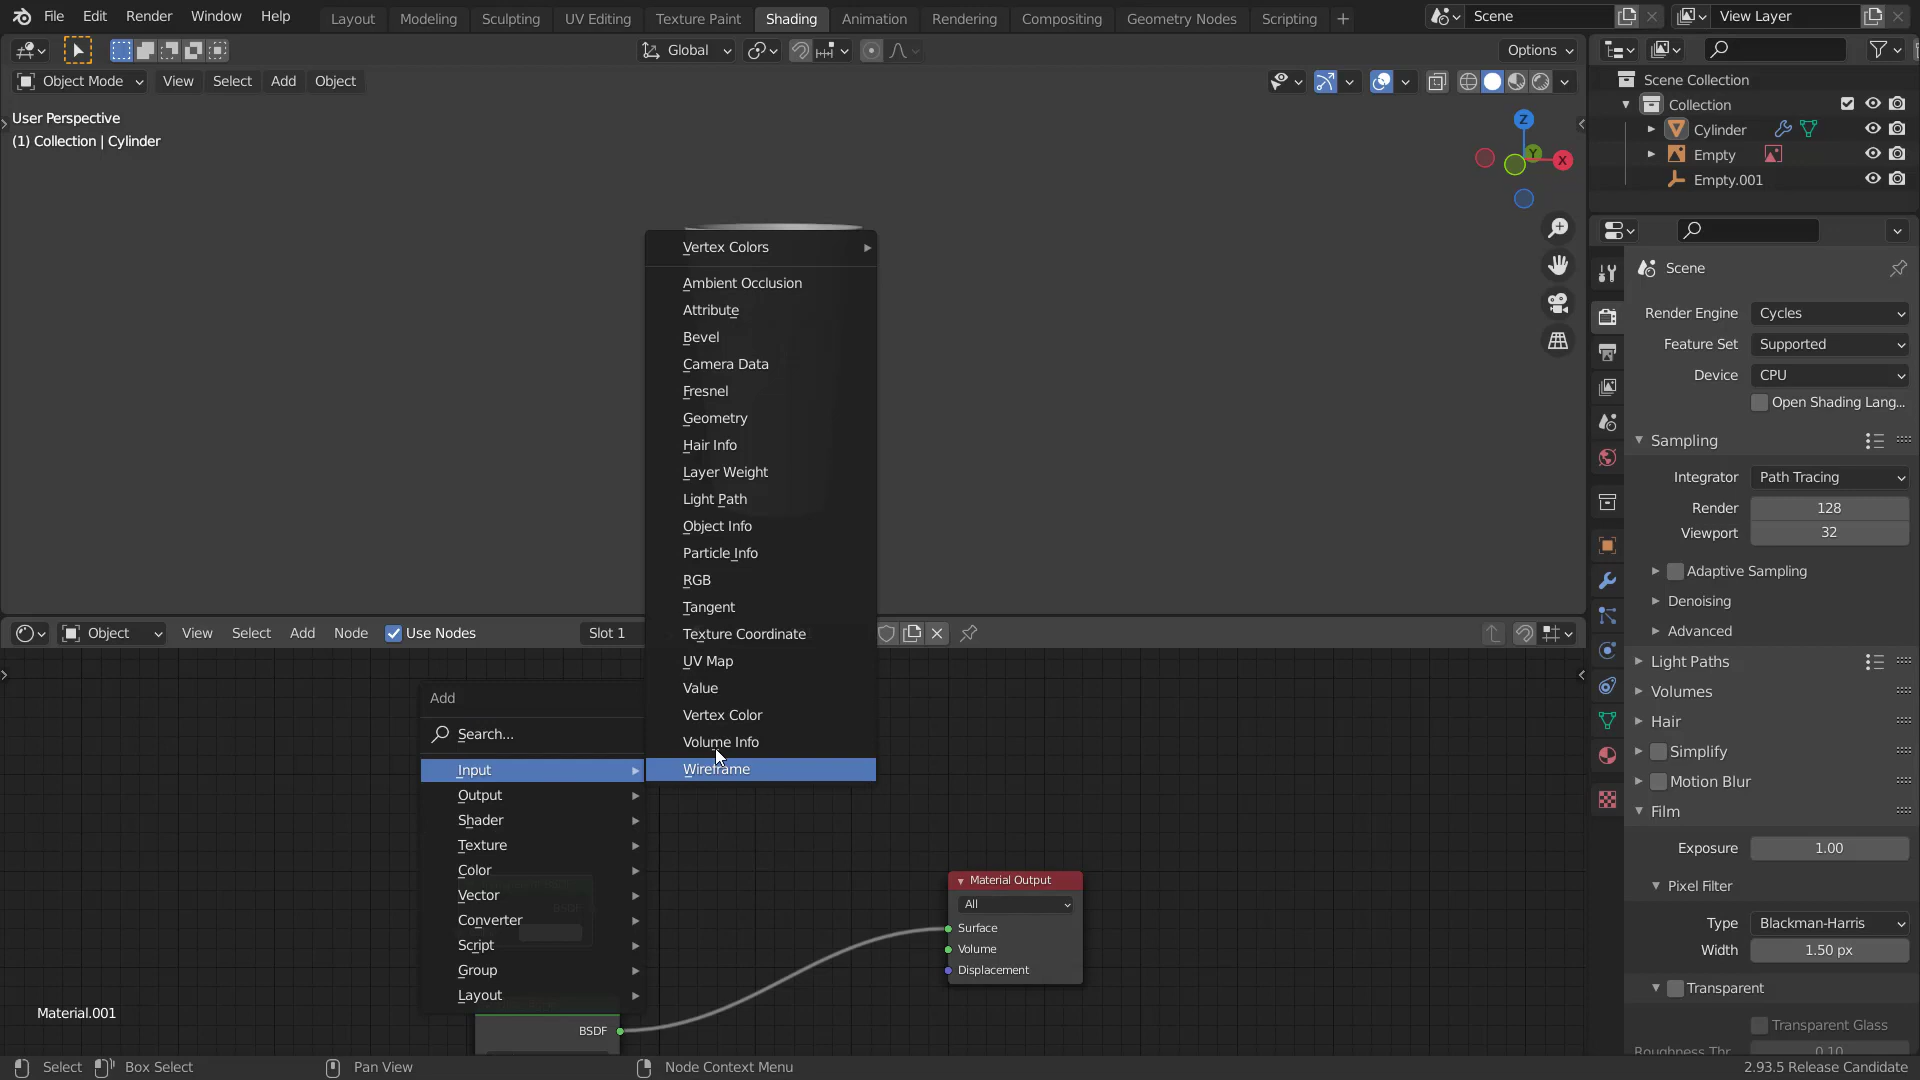 File Edit Render Window Help Layout Modeling Sculpting UV Editing Texture Paint Shading Animation Rendering Compositing Geometry Nodes Scripting + Scene View Layer
Global Options
Object Mode View Select Add Object
User Perspective
(1) Collection | Cylinder
Z
Y
X
Scene Collection
Collection
Cylinder
Empty
Empty.001
Scene
Render Engine Cycles
Feature Set Supported
Device CPU
Open Shading Lang...
Sampling
Integrator Path Tracing
Render 128
Viewport 32
Adaptive Sampling
Denoising
Advanced
Light Paths
Volumes
Hair
Simplify
Motion Blur
Film
Exposure 1.00
Pixel Filter
Type Blackman-Harris
Width 1.50 px
Transparent
Transparent Glass
Roughness Thr... 0.10
Vertex Colors
Ambient Occlusion
Attribute
Bevel
Camera Data
Fresnel
Geometry
Hair Info
Layer Weight
Light Path
Object Info
Particle Info
RGB
Tangent
Texture Coordinate
UV Map
Value
Vertex Color
Volume Info
Wireframe
Object View Select Add Node Use Nodes Slot 1
Add
Search...
Input
Output
Shader
Texture
Color
Vector
Converter
Script
Group
Layout
BSDF
BSDF
Material Output
All
Surface
Volume
Displacement
Material.001
Select Box Select Pan View Node Context Menu 2.93.5 Release Candidate